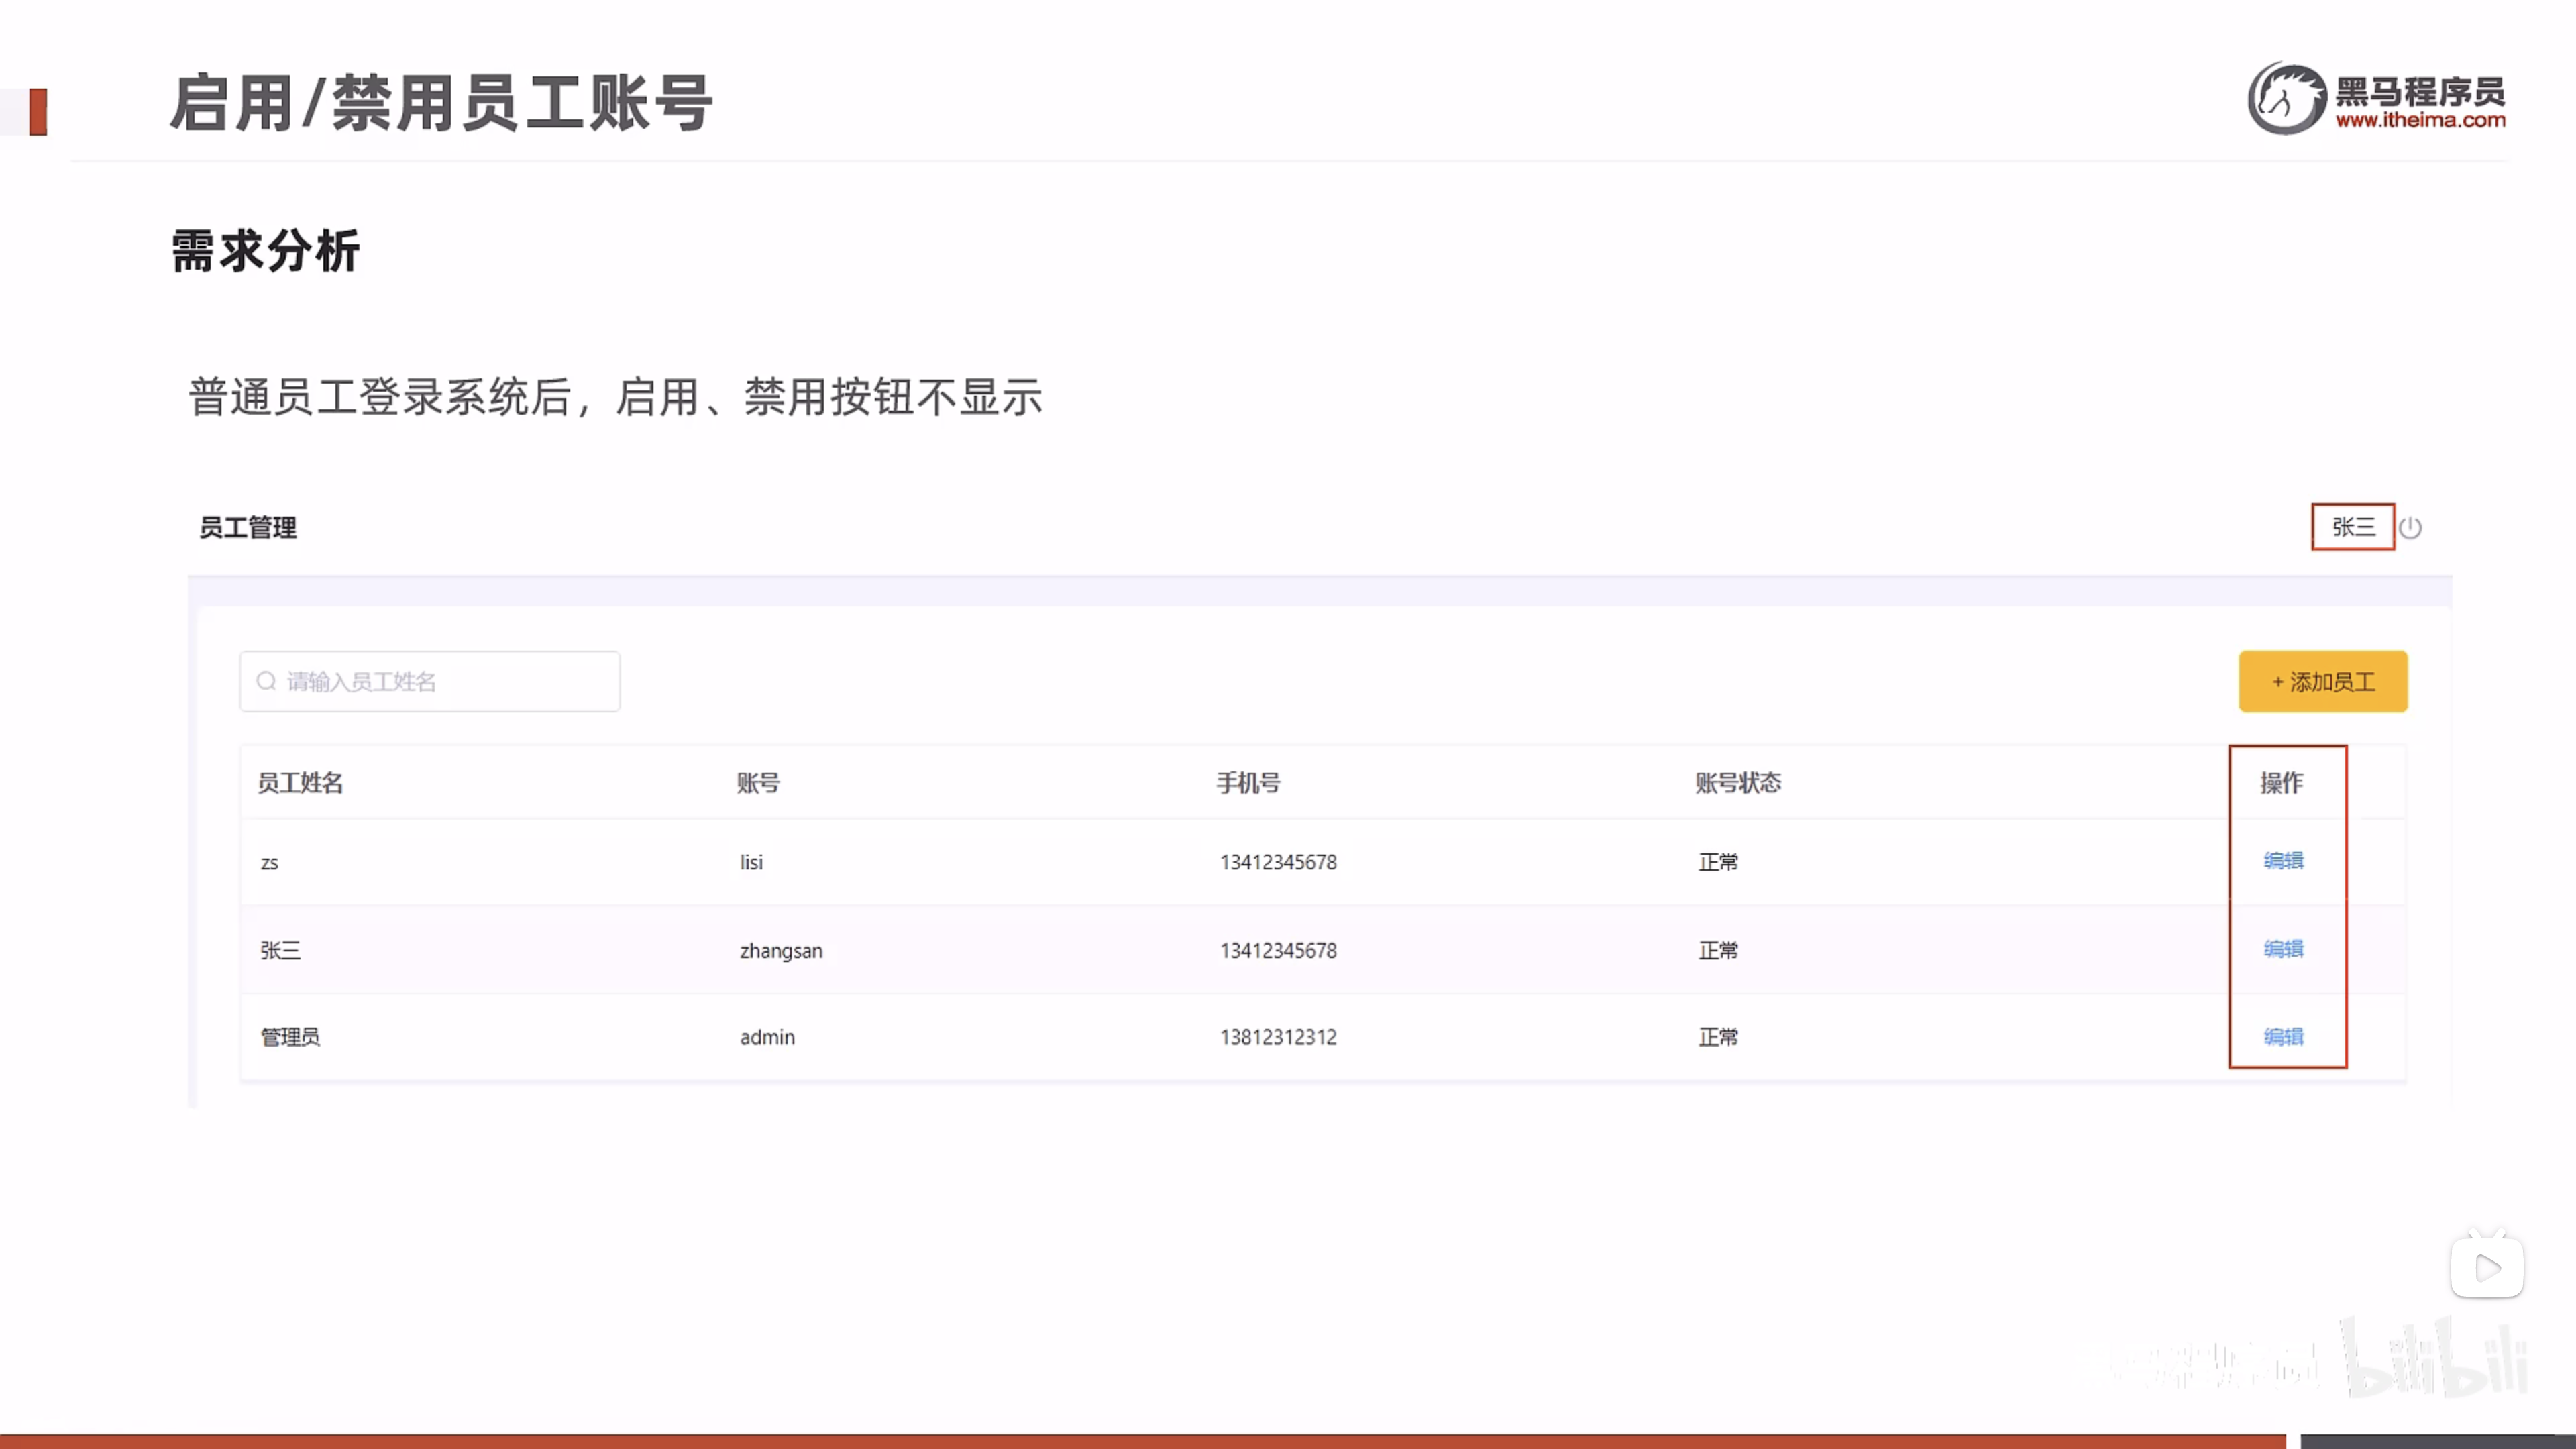 启用/禁用员工账号
黑马程序员
www.itheima.com
需求分析
普通员工登录系统后，启用、禁用按钮不显示
员工管理
张三
请输入员工姓名
+ 添加员工
员工姓名 账号 手机号 账号状态 操作
zs lisi 13412345678 正常 编辑
张三 zhangsan 13412345678 正常 编辑
管理员 admin 13812312312 正常 编辑
bilibili